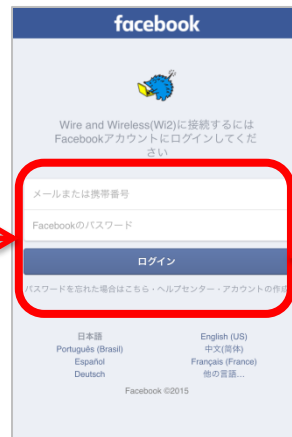 facebook
Wire and Wireless(Wi2)に接続するには
Facebookアカウントにログインしてくだ
さい
メールまたは携帯番号
Facebookのパスワード
ログイン
パスワードを忘れた場合はこちら・ヘルプセンター・アカウントの作成
日本語
English (US)
Português (Brasil)
中文(简体)
Español
Français (France)
Deutsch
他の言語...
Facebook ©2015